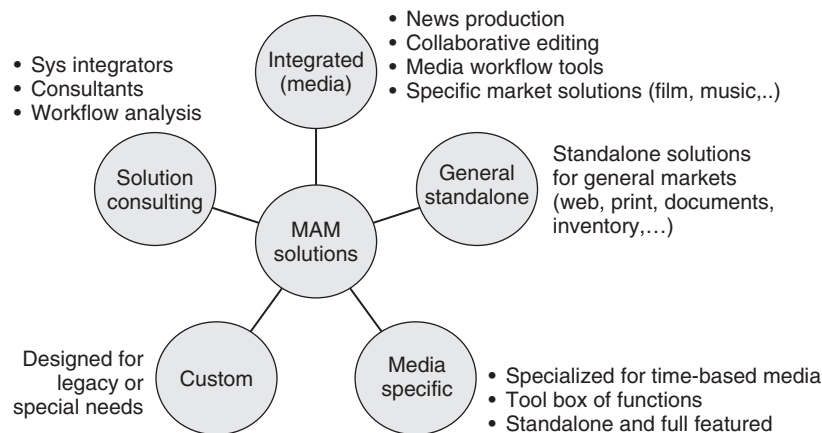 • News production
• Collaborative editing
• Media workflow tools
• Specific market solutions (film, music,..)
Integrated
(media)
• Sys integrators
• Consultants
• Workflow analysis
Solution
consulting
General
standalone
Standalone solutions
for general markets
(web, print, documents,
inventory,…)
MAM
solutions
Designed for
legacy or
special needs
Custom
Media
specific
• Specialized for time-based media
• Tool box of functions
• Standalone and full featured